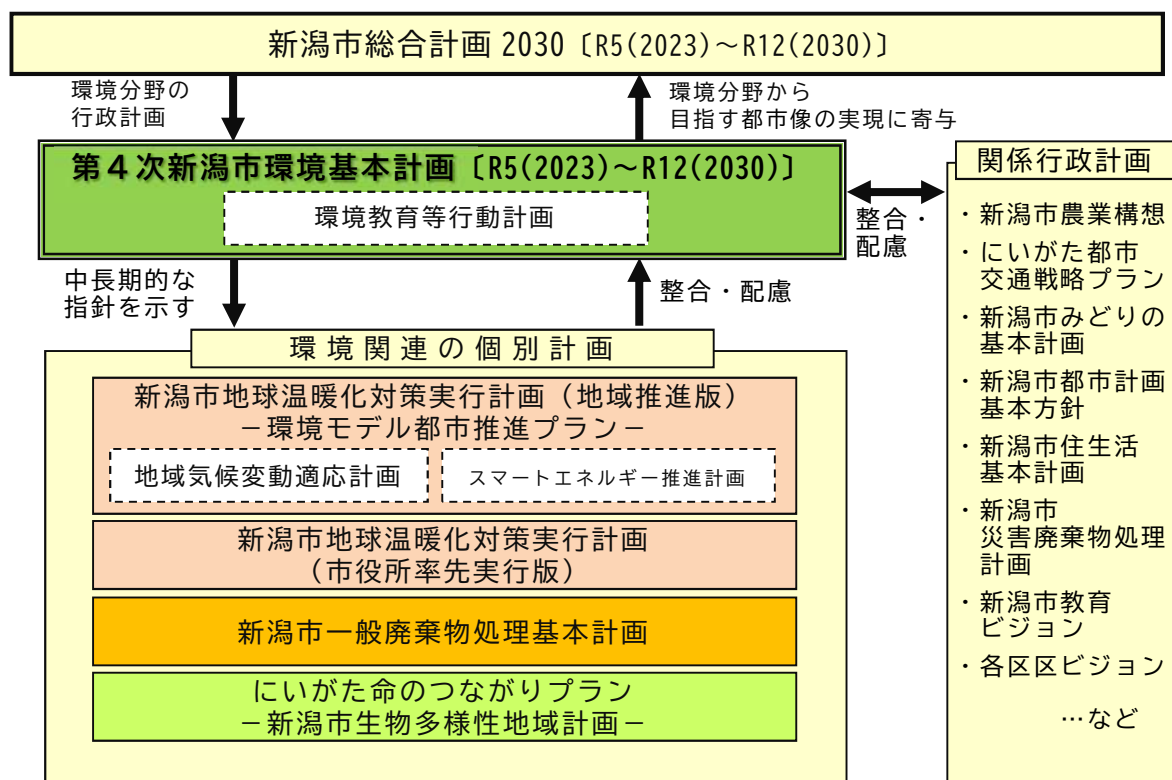 新潟市総合計画 2030〔R5(2023)～R12(2030)〕
環境分野の
行政計画
環境分野から
目指す都市像の実現に寄与
第４次新潟市環境基本計画〔R5(2023)～R12(2030)〕
環境教育等行動計画
整合・
配慮
中長期的な
指針を示す
整合・配慮
環境関連の個別計画
新潟市地球温暖化対策実行計画（地域推進版）
－環境モデル都市推進プラン－
地域気候変動適応計画
スマートエネルギー推進計画
新潟市地球温暖化対策実行計画
（市役所率先実行版）
新潟市一般廃棄物処理基本計画
にいがた命のつながりプラン
－新潟市生物多様性地域計画－
関係行政計画
・新潟市農業構想
・にいがた都市
交通戦略プラン
・新潟市みどりの
基本計画
・新潟市都市計画
基本方針
・新潟市住生活
基本計画
・新潟市
災害廃棄物処理
計画
・新潟市教育
ビジョン
・各区区ビジョン
…など